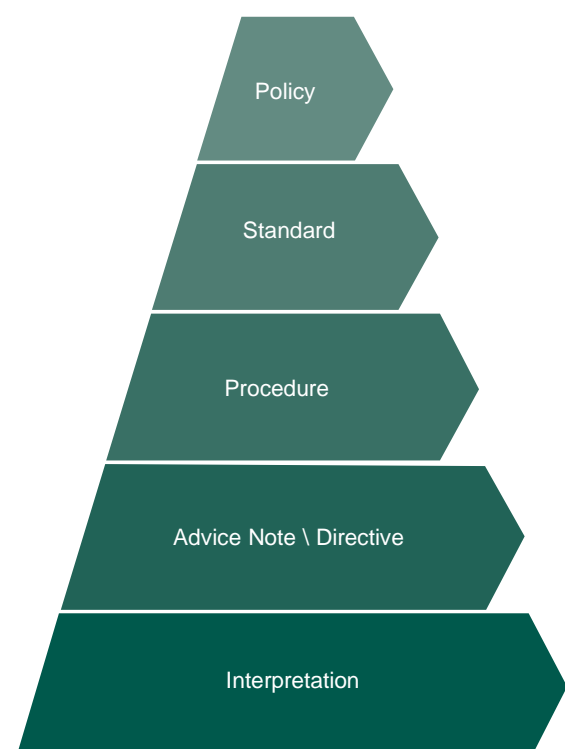 Policy
Standard
Procedure
Advice Note \ Directive
Interpretation